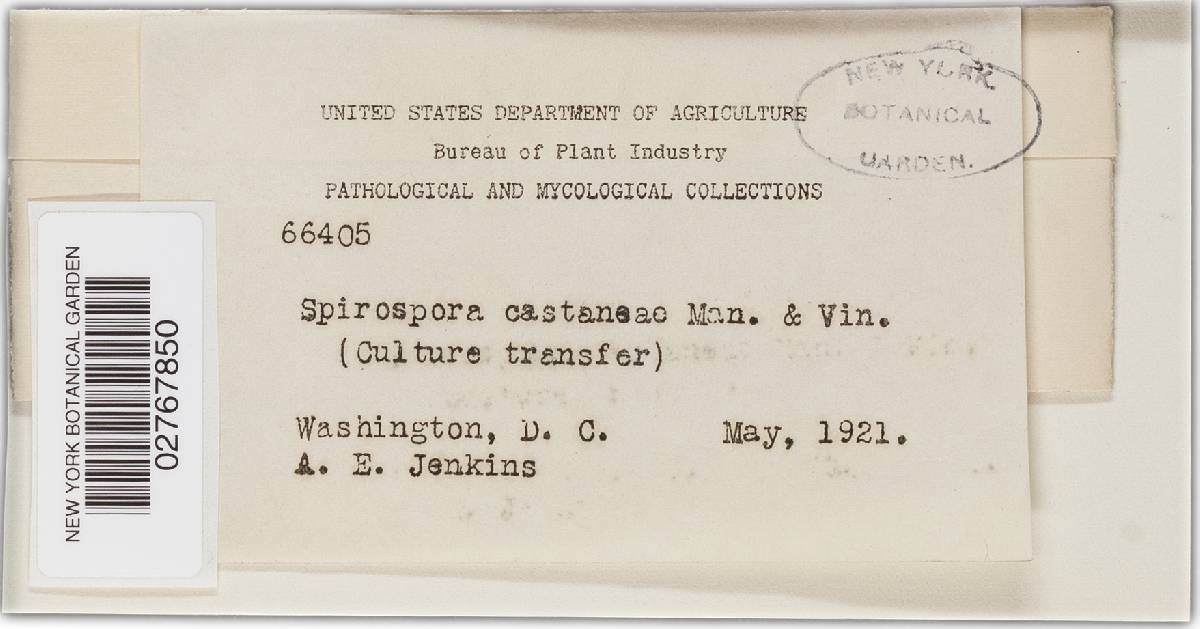 UNITED STATES DEPARTMENT OF AGRICULTURE
Bureau of Plant Industry
PATHOLOGICAL AND MYCOLOGICAL COLLECTIONS
NEW YORK
BOTANICAL
GARDEN.
66405
Spirospora castaneae Man. & Vin.
(Culture transfer)
Washington, D. C. May, 1921.
A. E. Jenkins
NEW YORK BOTANICAL GARDEN
02767850